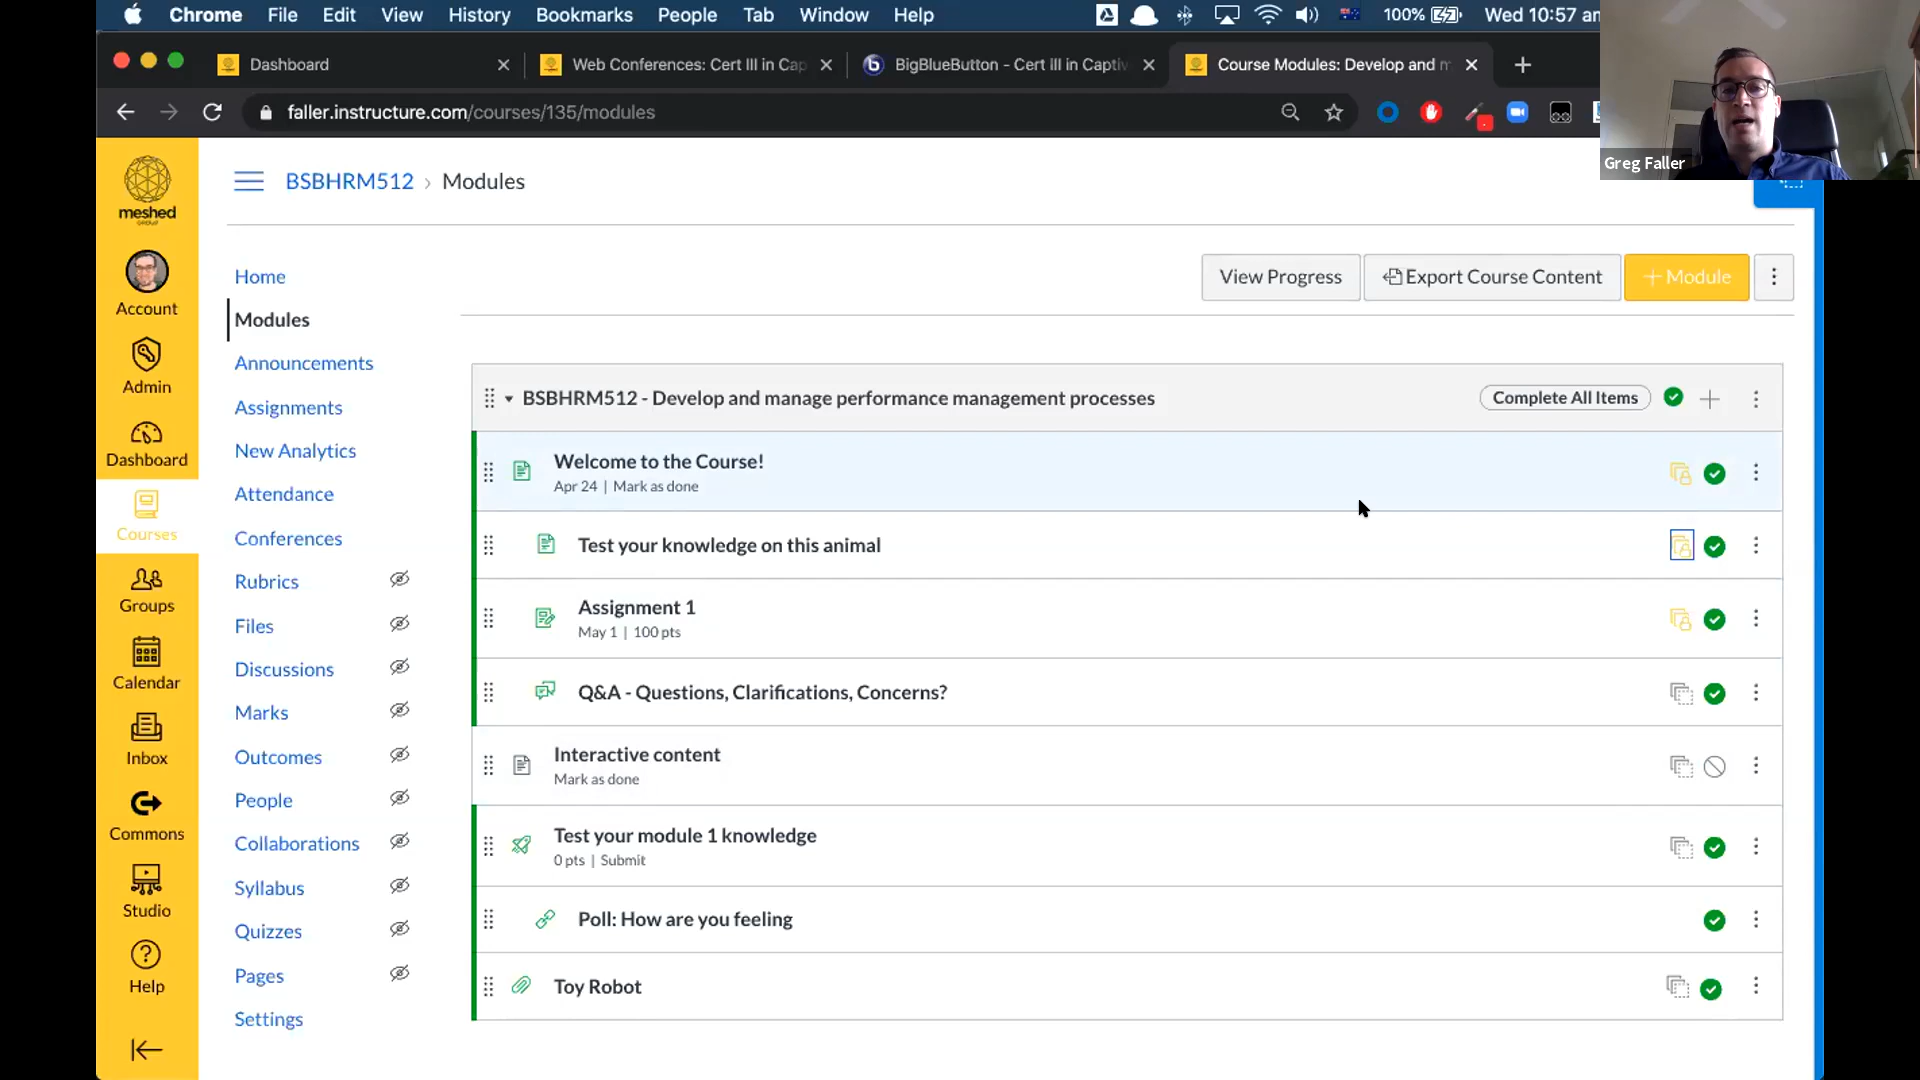 Chrome File Edit View History Bookmarks People Tab Window Help 100% Wed 10:57 am
Dashboard Web Conferences: Cert III in Cap BigBlueButton - Cert III in Captiv Course Modules: Develop and m
faller.instructure.com/courses/135/modules
Greg Faller
meshed
BSBHRM512 › Modules
Account
Admin
Dashboard
Courses
Groups
Calendar
Inbox
Commons
Studio
Help
Home
Modules
Announcements
Assignments
New Analytics
Attendance
Conferences
Rubrics
Files
Discussions
Marks
Outcomes
People
Collaborations
Syllabus
Quizzes
Pages
Settings
View Progress Export Course Content + Module
BSBHRM512 - Develop and manage performance management processes Complete All Items
Welcome to the Course!
Apr 24 | Mark as done
Test your knowledge on this animal
Assignment 1
May 1 | 100 pts
Q&A - Questions, Clarifications, Concerns?
Interactive content
Mark as done
Test your module 1 knowledge
0 pts | Submit
Poll: How are you feeling
Toy Robot